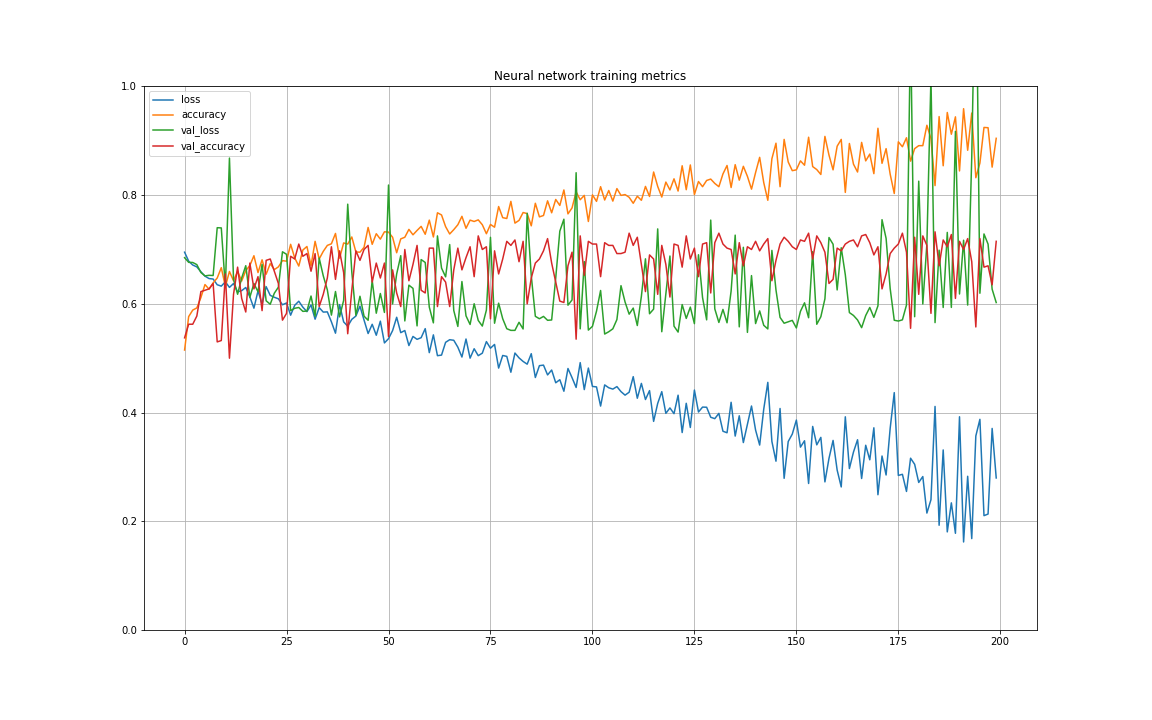 Neural network training metrics
1.0
0.8
0.6
0.4
0.2
0.0
loss
accuracy
val_loss
val_accuracy
0 25 50 75 100 125 150 175 200